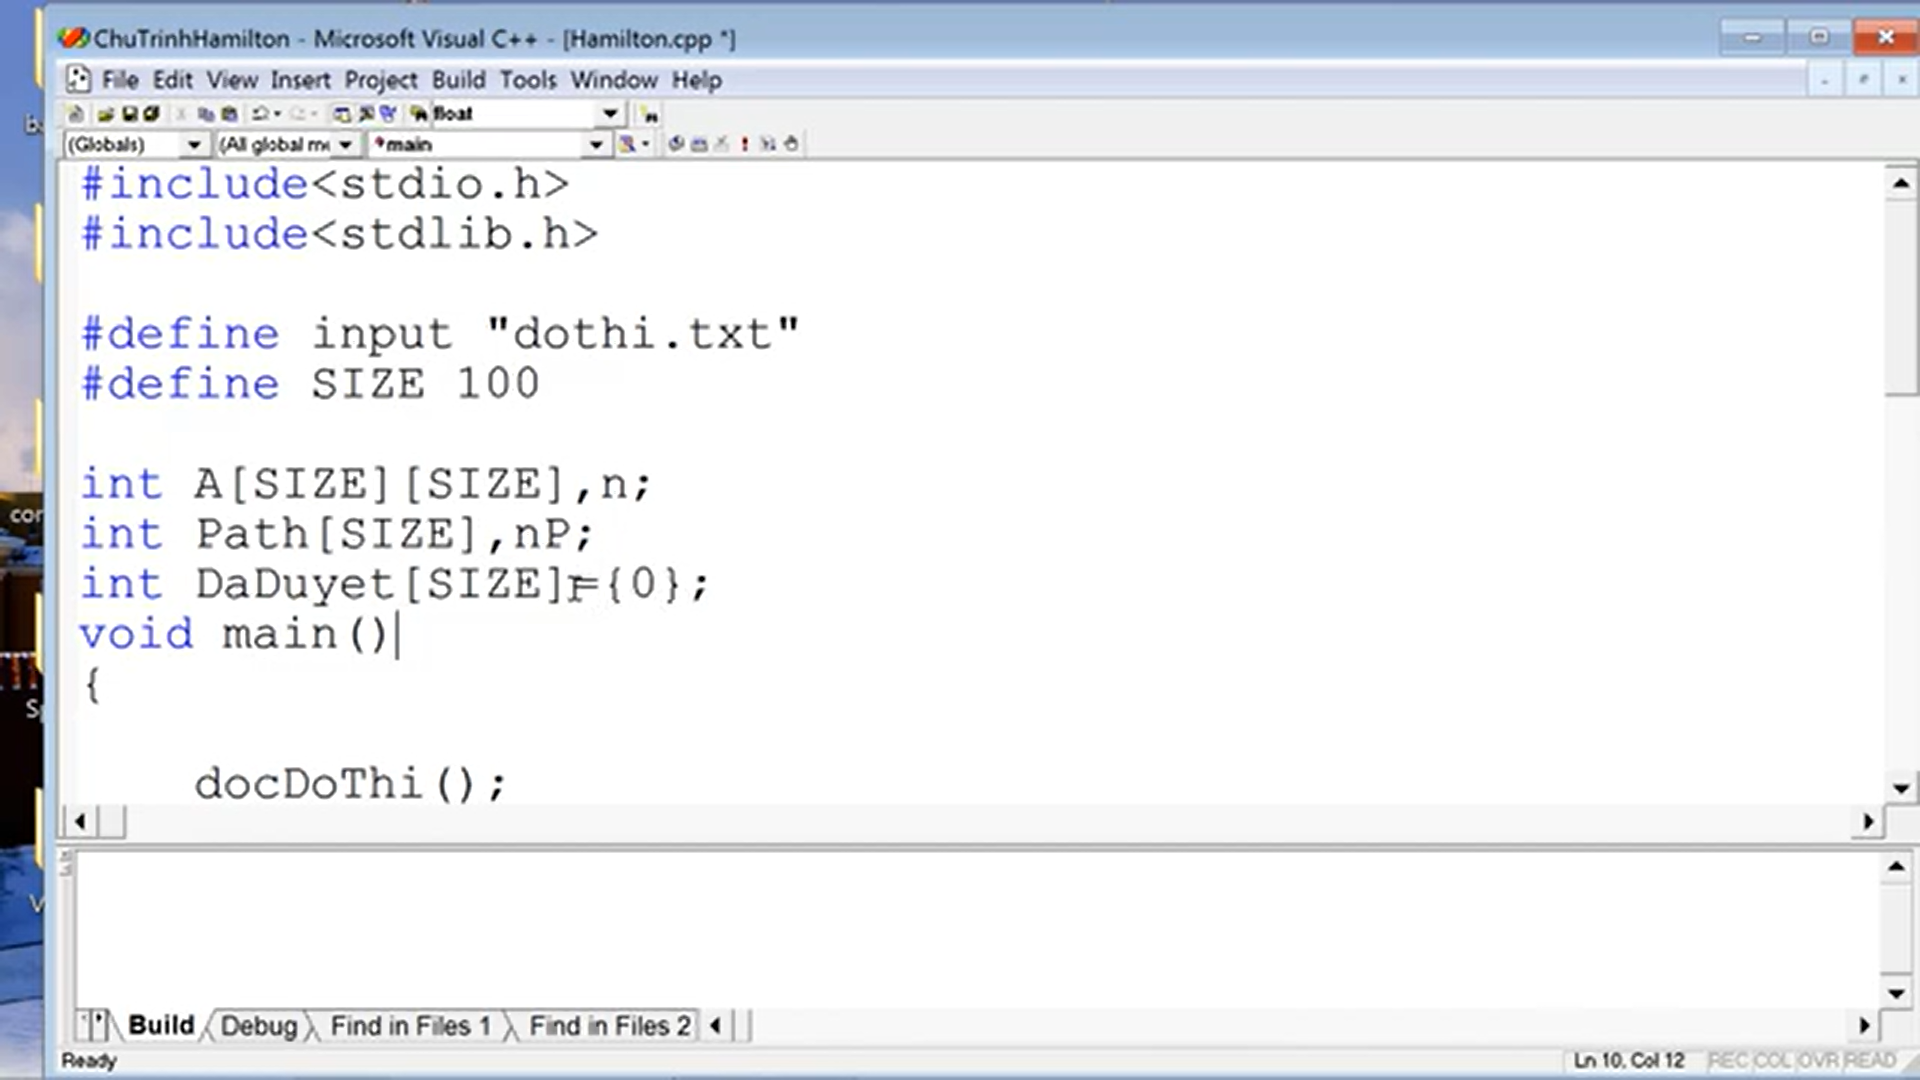 ChuTrinhHamilton - Microsoft Visual C++ - [Hamilton.cpp *]
File Edit View Insert Project Build Tools Window Help
float
(Globals) (All global me main
#include<stdio.h>
#include<stdlib.h>
#define input "dothi.txt"
#define SIZE 100
int A[SIZE][SIZE],n;
int Path[SIZE],nP;
int DaDuyet[SIZE]={0};
void main()
{
docDoThi();
Build Debug Find in Files 1 Find in Files 2
Ready Ln 10, Col 12 REC COL OVR READ